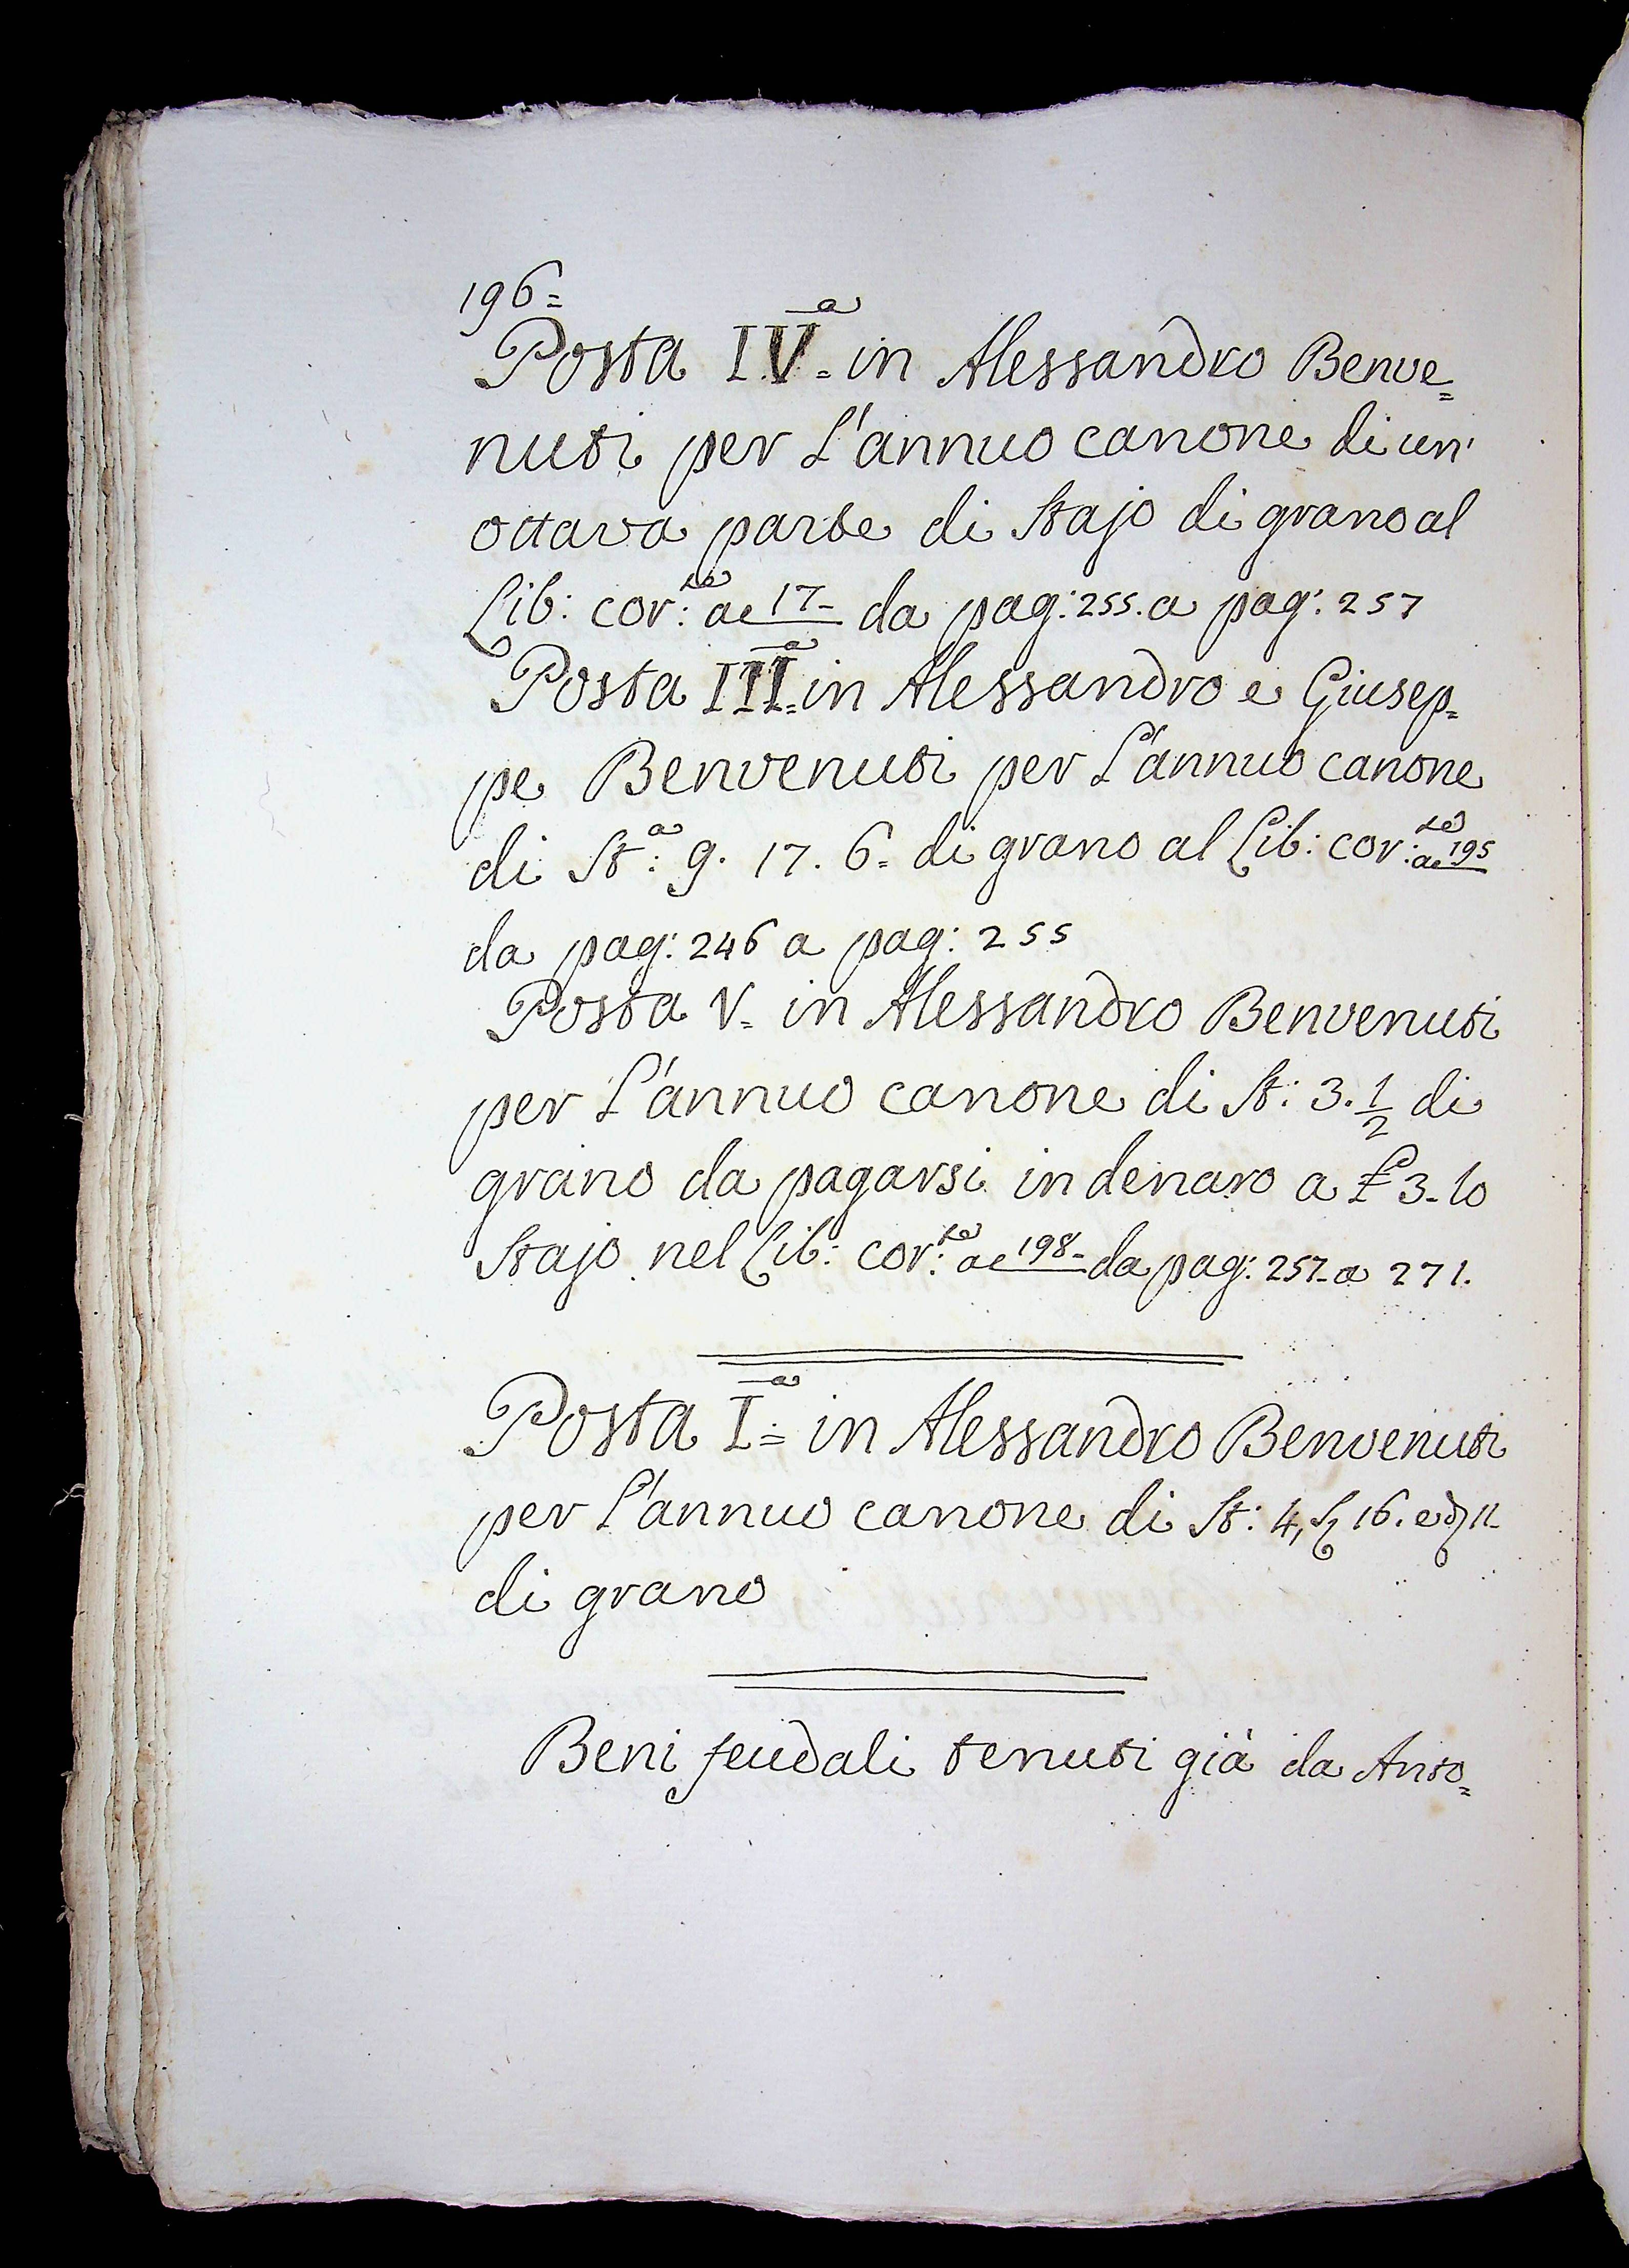 196=
Posta IV.ª in Alessandro Benve=
nuti per L'annuo canone di un'
ottava parte di Stajo di grano al
Lib: cor:te ac 17- da pag: 255. a pag: 257
Posta III.ª in Alessandro e Giusep=
pe Benvenuti per L'annuo canone
di St:a 9. 17. 6= di grano al Lib: cor:te ac 195
da pag: 246 a pag: 255
Posta V= in Alessandro Benvenuti
per L'annuo canone di St: 3. 1/2 di
grano da pagarsi in denaro a £ 3- lo
Stajo nel Lib: cor:te ac 198- da pag: 257- a 271.
Posta I:ª in Alessandro Benvenuti
per L'annuo canone di St: 4, 16. e 11-
di grano
Beni feudali tenuti già da Anto=